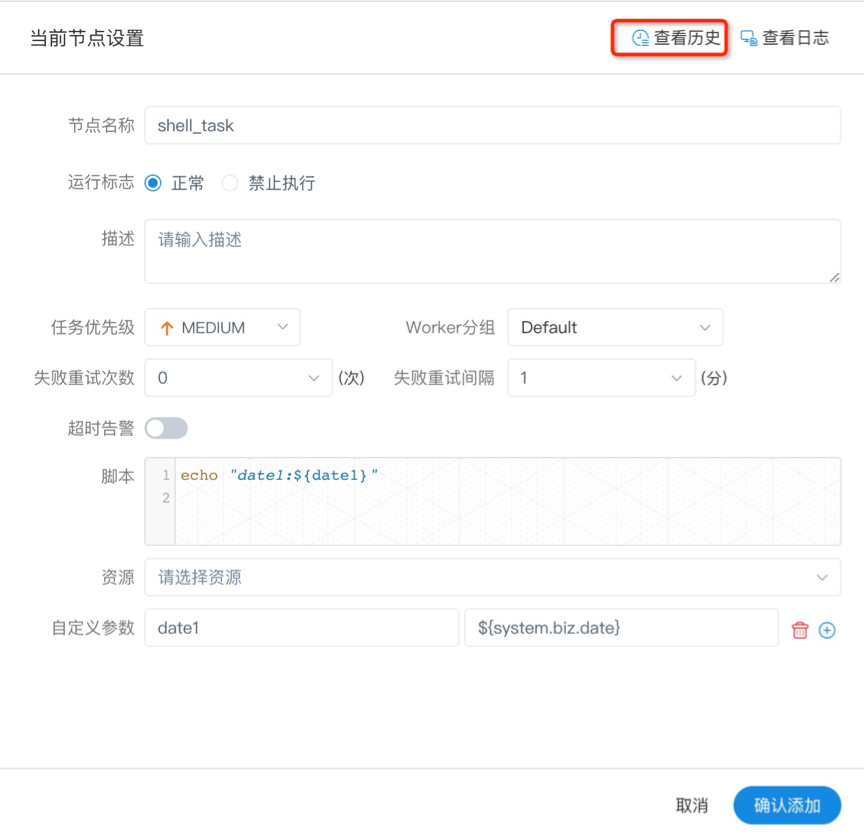 当前节点设置 查看历史 查看日志
节点名称 shell_task
运行标志 正常 禁止执行
描述 请输入描述
任务优先级 MEDIUM Worker分组 Default
失败重试次数 0 (次) 失败重试间隔 1 (分)
超时告警
脚本 1 echo "date1:${date1}"
2
资源 请选择资源
自定义参数 date1 ${system.biz.date}
取消 确认添加